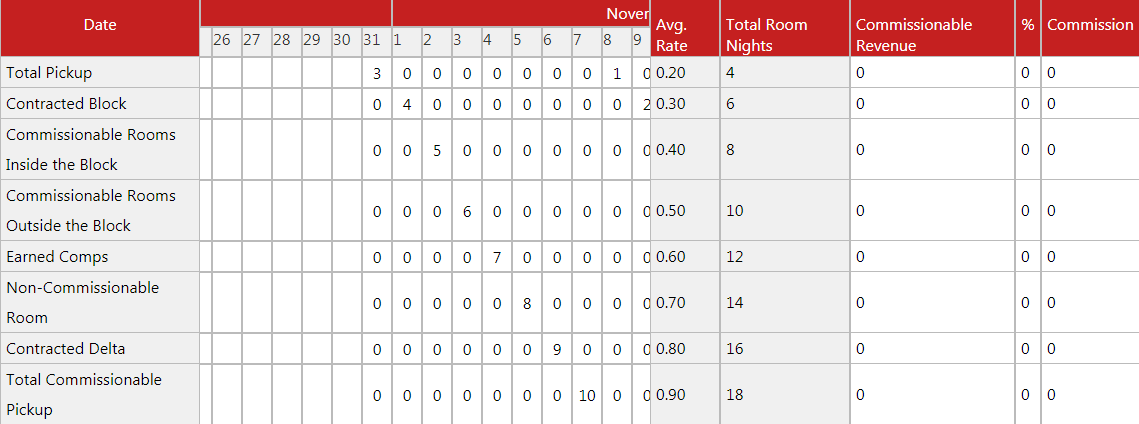 Date Nover Avg. Rate Total Room Nights Commissionable Revenue % Commission
26 27 28 29 30 31 1 2 3 4 5 6 7 8 9
Total Pickup 3 0 0 0 0 0 0 0 1 0 0.20 4 0 0 0
Contracted Block 0 4 0 0 0 0 0 0 0 2 0.30 6 0 0 0
Commissionable Rooms
Inside the Block 0 0 5 0 0 0 0 0 0 0 0.40 8 0 0 0
Commissionable Rooms
Outside the Block 0 0 0 6 0 0 0 0 0 0 0.50 10 0 0 0
Earned Comps 0 0 0 0 7 0 0 0 0 0 0.60 12 0 0 0
Non-Commissionable
Room 0 0 0 0 0 8 0 0 0 0 0.70 14 0 0 0
Contracted Delta 0 0 0 0 0 0 9 0 0 0 0.80 16 0 0 0
Total Commissionable
Pickup 0 0 0 0 0 0 0 10 0 0 0.90 18 0 0 0